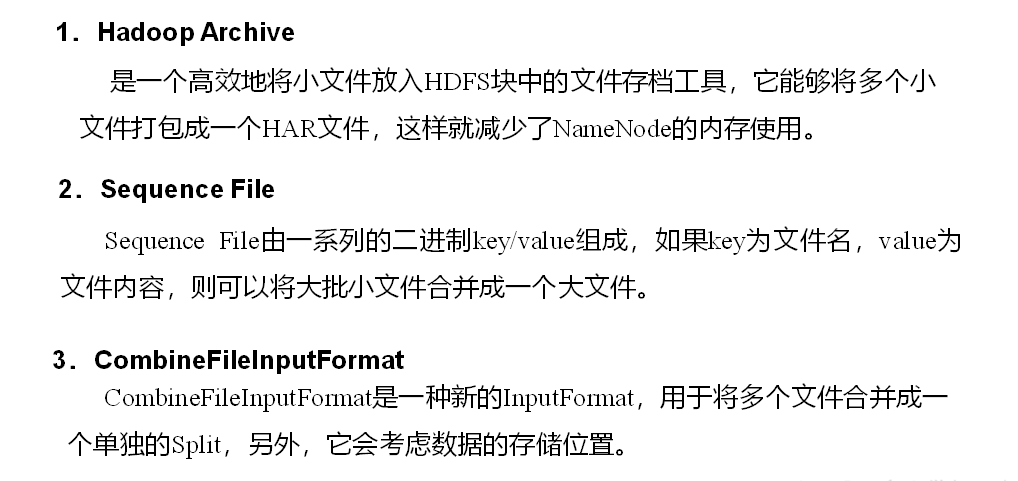 1．Hadoop Archive
是一个高效地将小文件放入HDFS块中的文件存档工具，它能够将多个小
文件打包成一个HAR文件，这样就减少了NameNode的内存使用。
2．Sequence File
Sequence File由一系列的二进制key/value组成，如果key为文件名，value为
文件内容，则可以将大批小文件合并成一个大文件。
3．CombineFileInputFormat
CombineFileInputFormat是一种新的InputFormat，用于将多个文件合并成一
个单独的Split，另外，它会考虑数据的存储位置。